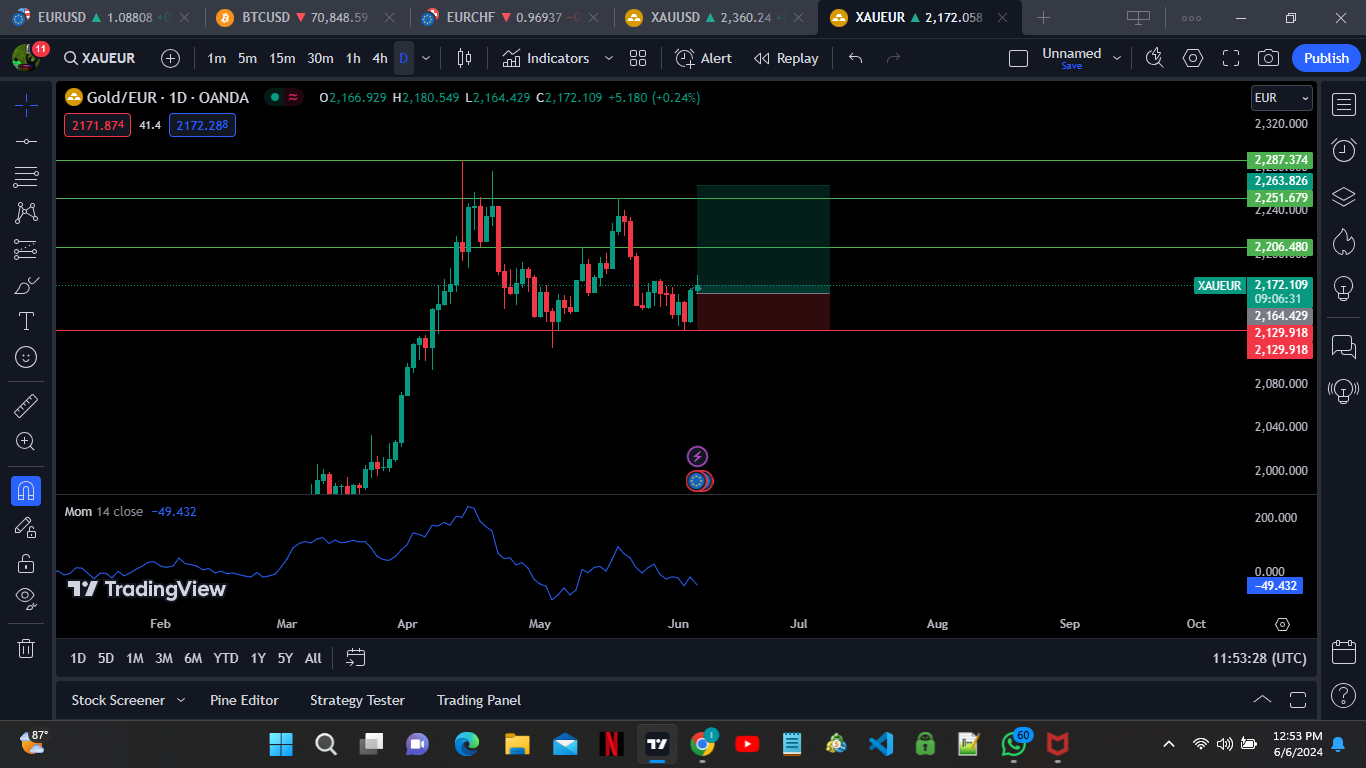 EURUSD 1.08808
BTCUSD 70,848.59
EURCHF 0.96937
XAUUSD 2,360.24
XAUEUR 2,172.058
11
XAUEUR
1m 5m 15m 30m 1h 4h D
Indicators
Alert
Replay
Unnamed
Save
Publish
Gold/EUR · 1D · OANDA
O2,166.929 H2,180.549 L2,164.429 C2,172.109 +5.180 (+0.24%)
2171.874 41.4 2172.288
EUR
2,320.000
2,287.374
2,263.826
2,251.679
2,240.000
2,206.480
XAUEUR 2,172.109
09:06:31
2,164.429
2,129.918
2,129.918
2,080.000
2,040.000
2,000.000
Mom 14 close −49.432
200.000
0.000
−49.432
TradingView
Feb Mar Apr May Jun Jul Aug Sep Oct
1D 5D 1M 3M 6M YTD 1Y 5Y All
11:53:28 (UTC)
Stock Screener Pine Editor Strategy Tester Trading Panel
87°
60
12:53 PM
6/6/2024